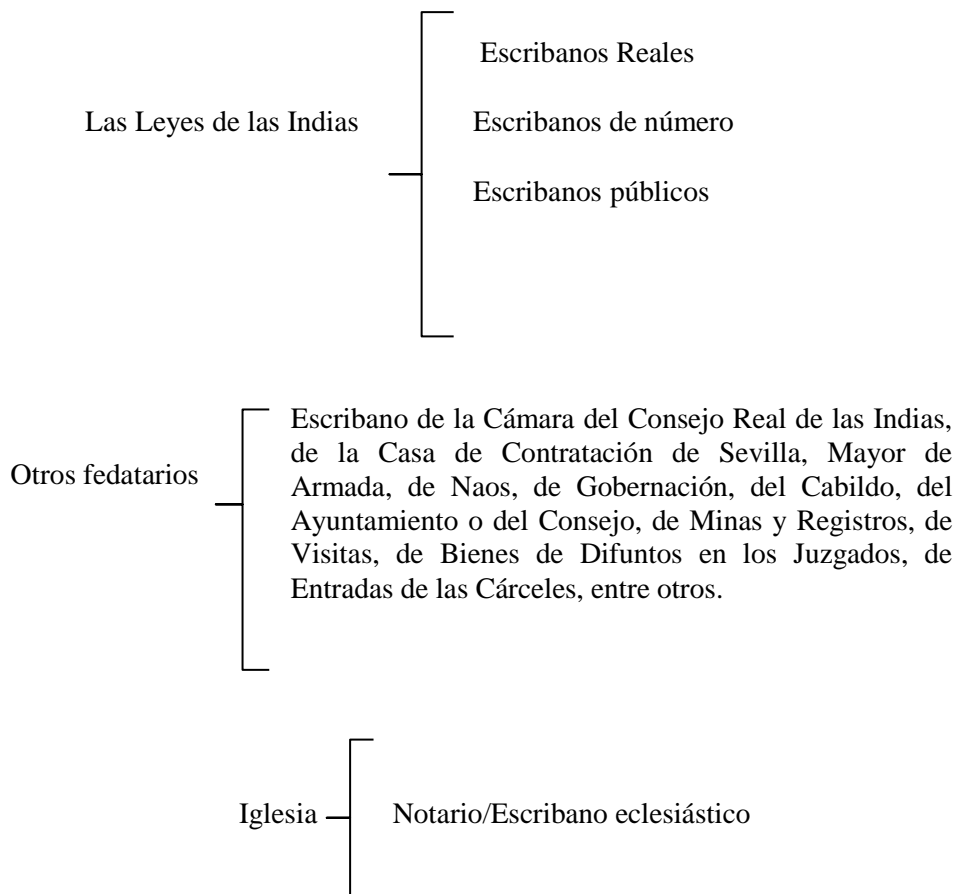 Escribanos Reales
Las Leyes de las Indias
Escribanos de número
Escribanos públicos
Otros fedatarios
Escribano de la Cámara del Consejo Real de las Indias,
de la Casa de Contratación de Sevilla, Mayor de
Armada, de Naos, de Gobernación, del Cabildo, del
Ayuntamiento o del Consejo, de Minas y Registros, de
Visitas, de Bienes de Difuntos en los Juzgados, de
Entradas de las Cárceles, entre otros.
Iglesia
Notario/Escribano eclesiástico